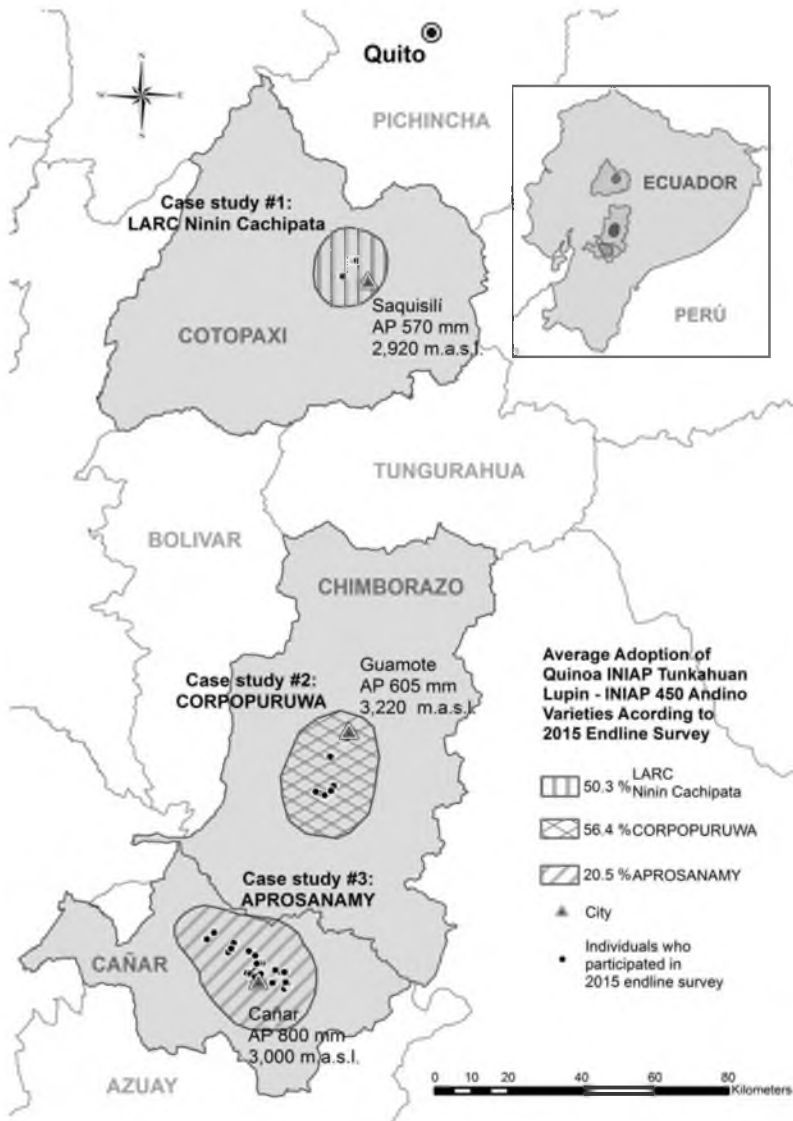 N
W
E
S
Quito
PICHINCHA
ECUADOR
PERÚ
Case study #1:
LARC Ninin Cachipata
Saquisilí
AP 570 mm
2,920 m.a.s.l.
COTOPAXI
TUNGURAHUA
BOLIVAR
CHIMBORAZO
Case study #2:
CORPOPURUWA
Guamote
AP 605 mm
3,220 m.a.s.l.
Case study #3:
APROSANAMY
CAÑAR
Cañar
AP 800 mm
3,000 m.a.s.l.
AZUAY
Average Adoption of
Quinoa INIAP Tunkahuan
Lupin - INIAP 450 Andino
Varieties Acording to
2015 Endline Survey
50.3 % LARC
Ninin Cachipata
56.4 % CORPOPURUWA
20.5 % APROSANAMY
City
Individuals who
participated in
2015 endline survey
0 10 20 40 60 80
Kilometers